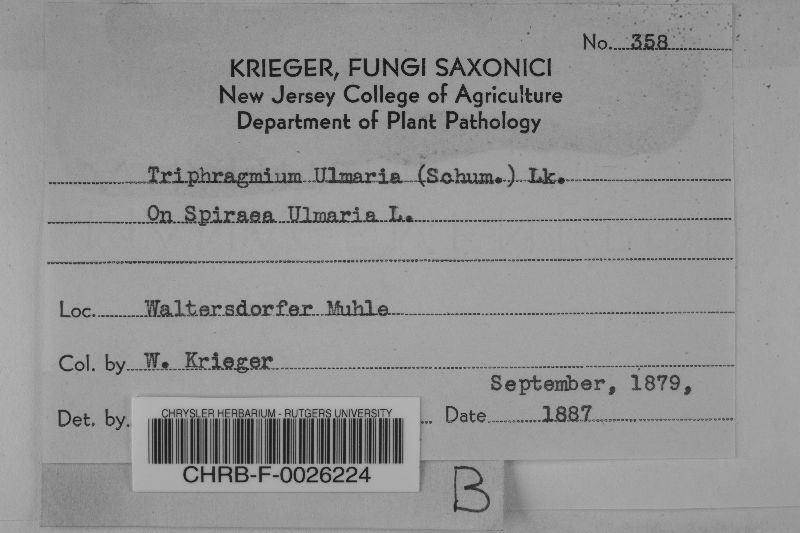 No. 358
KRIEGER, FUNGI SAXONICI
New Jersey College of Agriculture
Department of Plant Pathology
Triphragmium Ulmaria (Schum.) Lk.
On Spiraea Ulmaria L.
Loc. Waltersdorfer Muhle
Col. by W. Krieger
September, 1879,
Det. by. Date 1887
CHRYSLER HERBARIUM - RUTGERS UNIVERSITY
CHRB-F-0026224
B